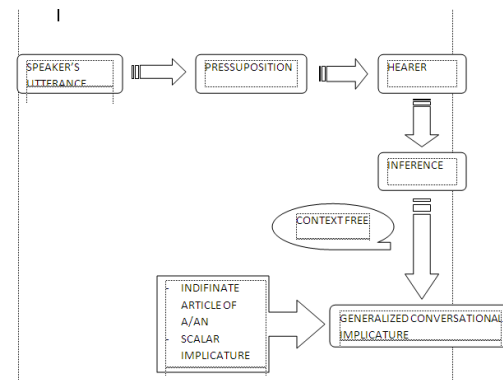 SPEAKER'S
UTTERANCE
PRESSUPOSITION
HEARER
INFERENCE
CONTEXT FREE
- INDIFINATE
ARTICLE OF
A/AN
- SCALAR
IMPLICATURE
GENERALIZED CONVERSATIONAL
IMPLICATURE